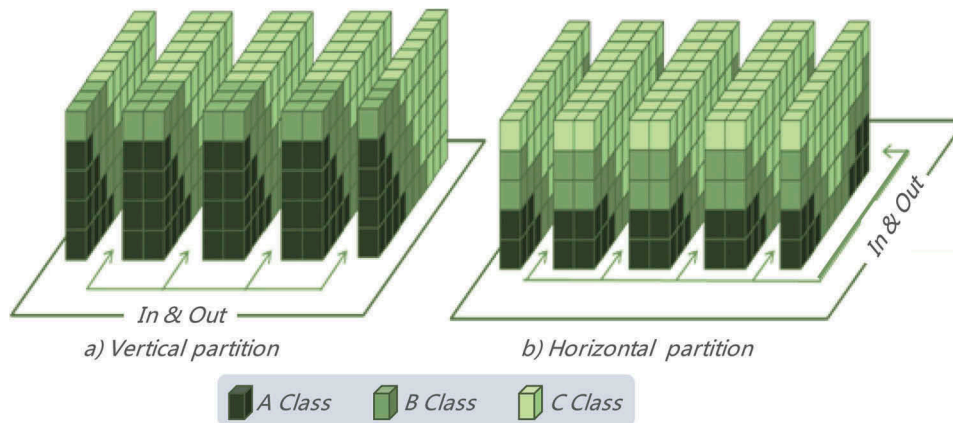 In & Out
In & Out
a) Vertical partition
b) Horizontal partition
A Class
B Class
C Class